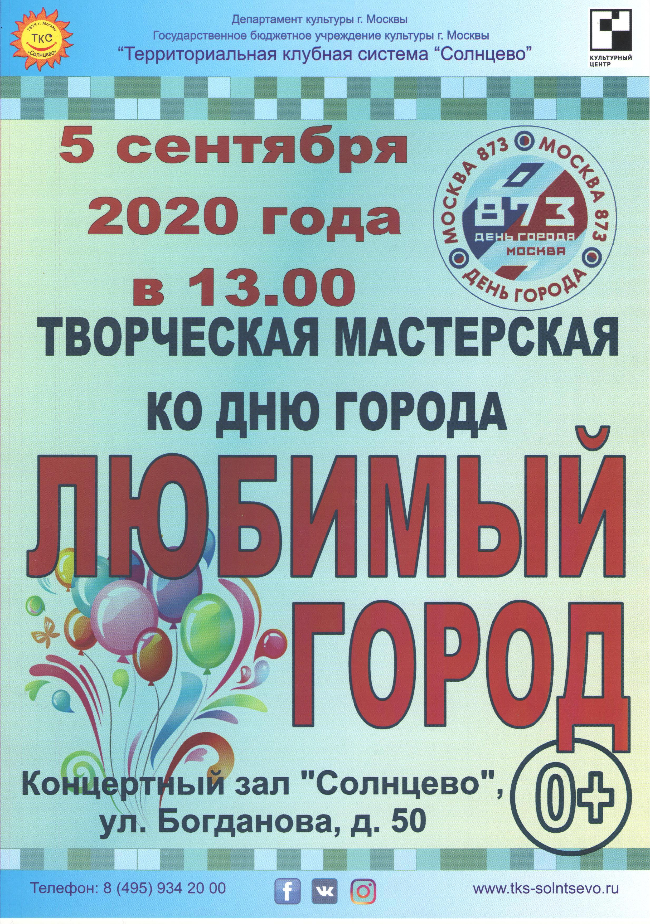 Департамент культуры г. Москвы
Государственное бюджетное учреждение культуры г. Москвы
“Территориальная клубная система “Солнцево”
ТКС
КУЛЬТУРНЫЙ
ЦЕНТР
5 сентября
2020 года
в 13.00
МОСКВА 873 МОСКВА 873
873
ДЕНЬ ГОРОДА
МОСКВА
ДЕНЬ ГОРОДА
ТВОРЧЕСКАЯ МАСТЕРСКАЯ
КО ДНЮ ГОРОДА
ЛЮБИМЫЙ
ГОРОД
Концертный зал "Солнцево",
ул. Богданова, д. 50
0+
Телефон: 8 (495) 934 20 00
www.tks-solntsevo.ru